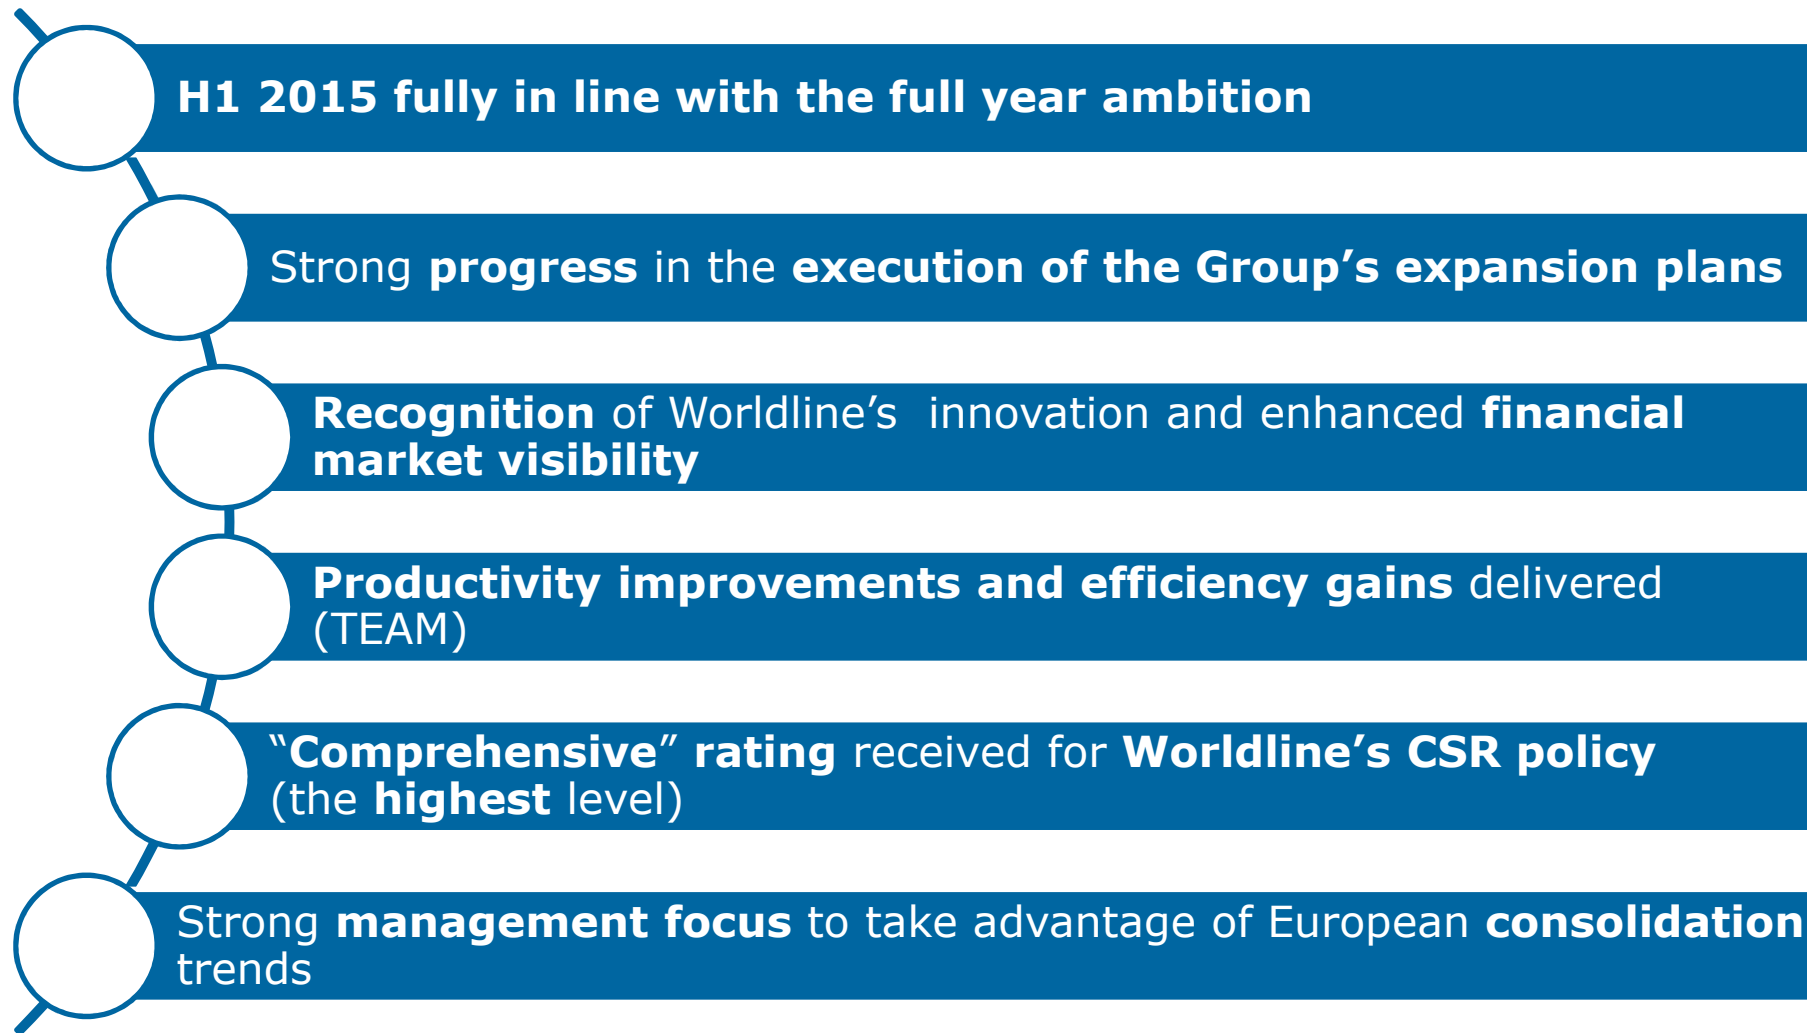 H1 2015 fully in line with the full year ambition
Strong progress in the execution of the Group’s expansion plans
Recognition of Worldline’s  innovation and enhanced financial
market visibility
Productivity improvements and efficiency gains delivered
(TEAM)
“Comprehensive” rating received for Worldline’s CSR policy
(the highest level)
Strong management focus to take advantage of European consolidation
trends